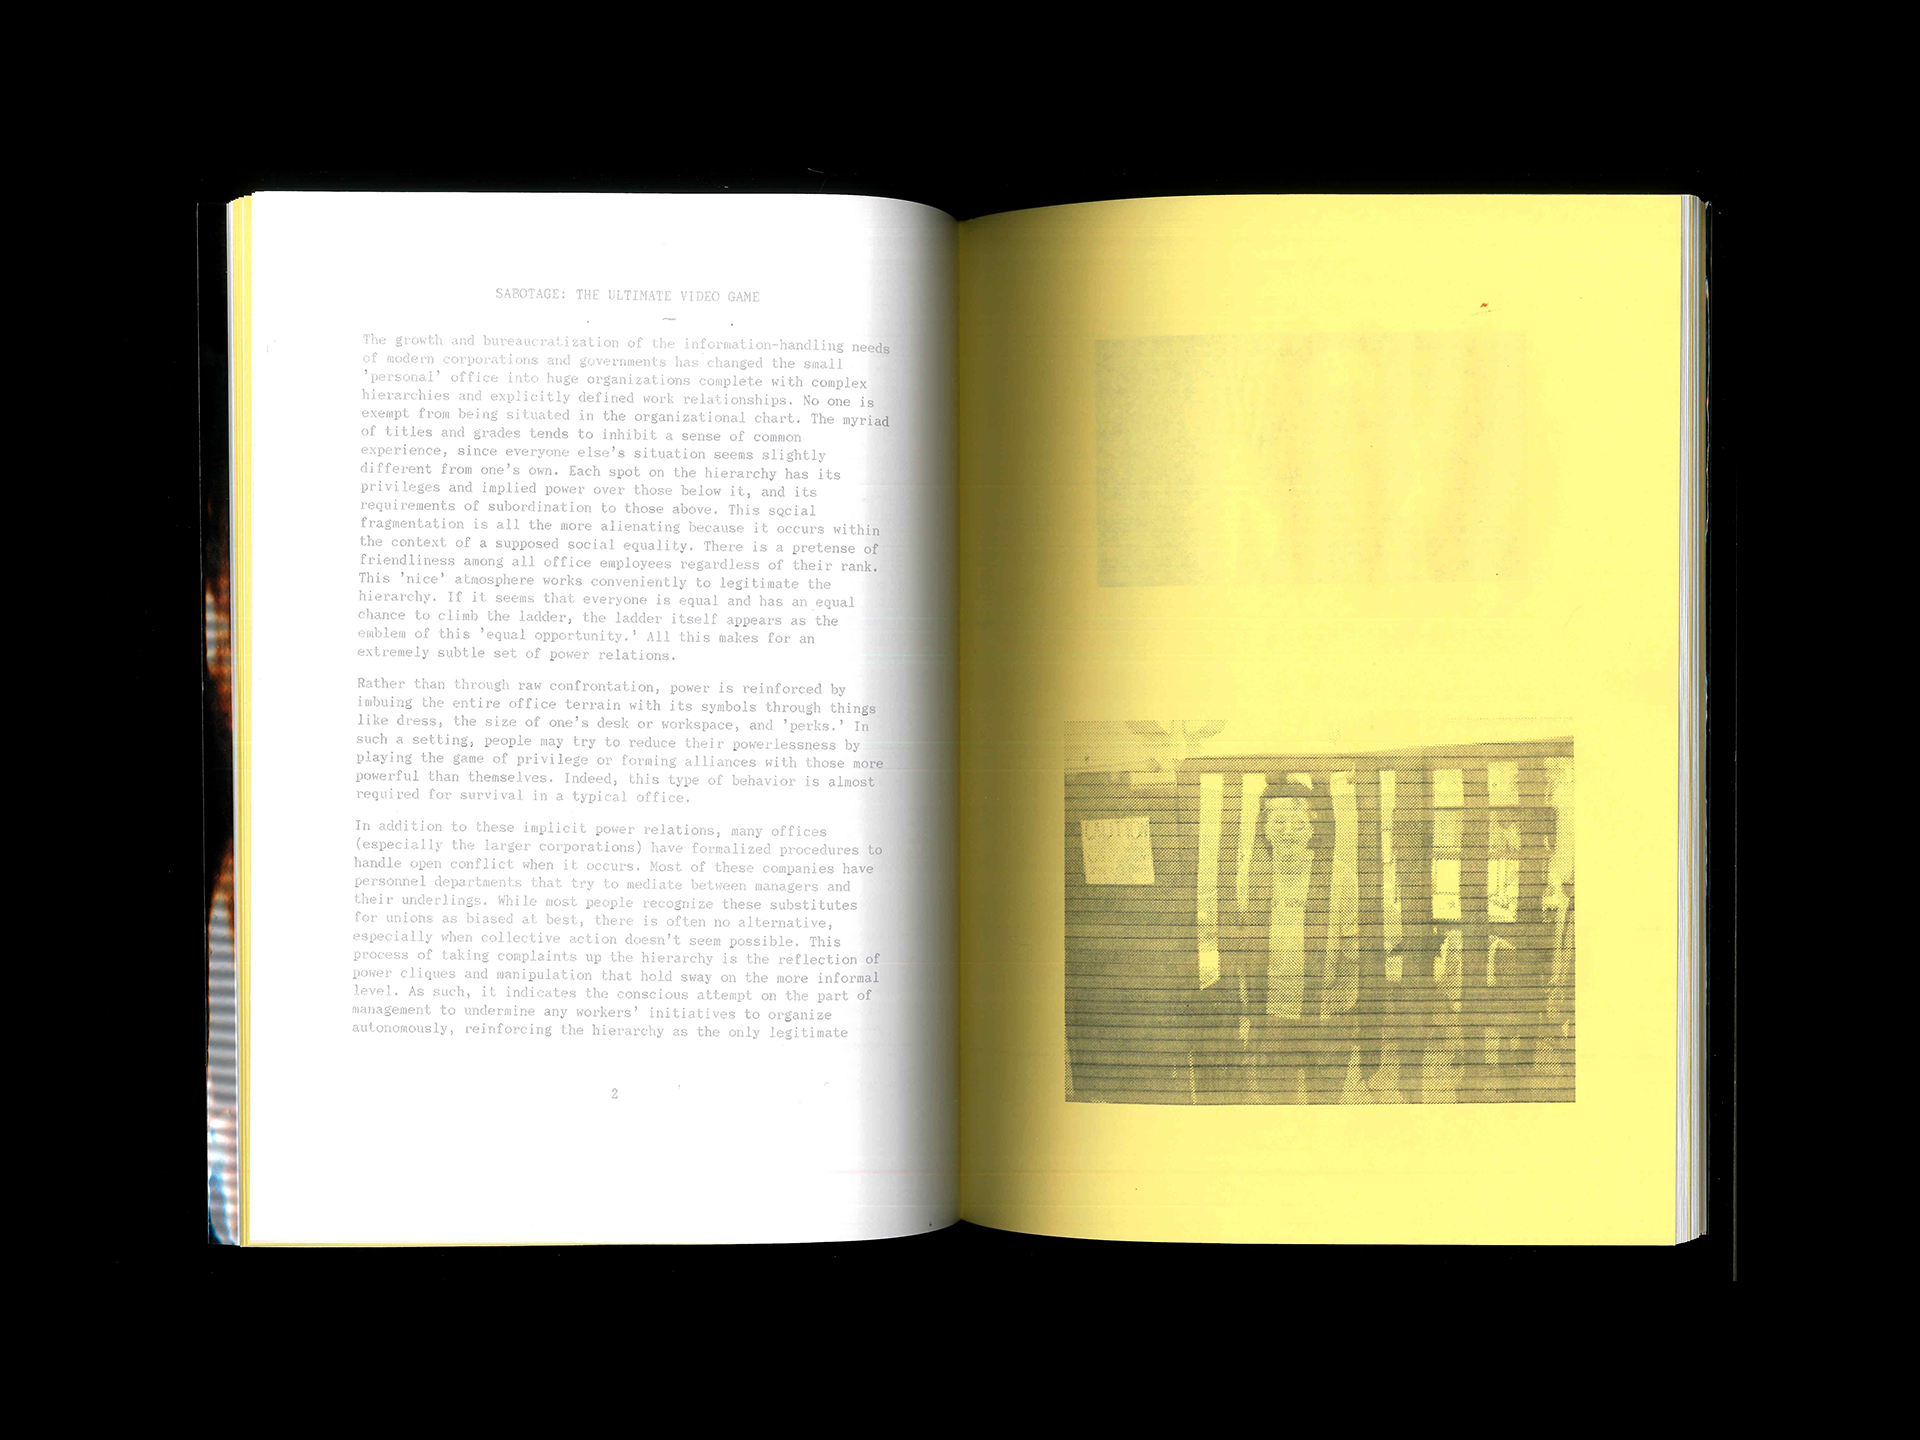 SABOTAGE: THE ULTIMATE VIDEO GAME
The growth and bureaucratization of the information-handling needs
of modern corporations and governments has changed the small
'personal' office into huge organizations complete with complex
hierarchies and explicitly defined work relationships. No one is
exempt from being situated in the organizational chart. The myriad
of titles and grades tends to inhibit a sense of common
experience, since everyone else's situation seems slightly
different from one's own. Each spot on the hierarchy has its
privileges and implied power over those below it, and its
requirements of subordination to those above. This sqcial
fragmentation is all the more alienating because it occurs within
the context of a supposed social equality. There is a pretense of
friendliness among all office employees regardless of their rank.
This 'nice' atmosphere works conveniently to legitimate the
hierarchy. If it seems that everyone is equal and has an equal
chance to climb the ladder, the ladder itself appears as the
emblem of this 'equal opportunity.' All this makes for an
extremely subtle set of power relations.
Rather than through raw confrontation, power is reinforced by
imbuing the entire office terrain with its symbols through things
like dress, the size of one's desk or workspace, and 'perks.' In
such a setting, people may try to reduce their powerlessness by
playing the game of privilege or forming alliances with those more
powerful than themselves. Indeed, this type of behavior is almost
required for survival in a typical office.
In addition to these implicit power relations, many offices
(especially the larger corporations) have formalized procedures to
handle open conflict when it occurs. Most of these companies have
personnel departments that try to mediate between managers and
their underlings. While most people recognize these substitutes
for unions as biased at best, there is often no alternative,
especially when collective action doesn't seem possible. This
process of taking complaints up the hierarchy is the reflection of
power cliques and manipulation that hold sway on the more informal
level. As such, it indicates the conscious attempt on the part of
management to undermine any workers' initiatives to organize
autonomously, reinforcing the hierarchy as the only legitimate
2